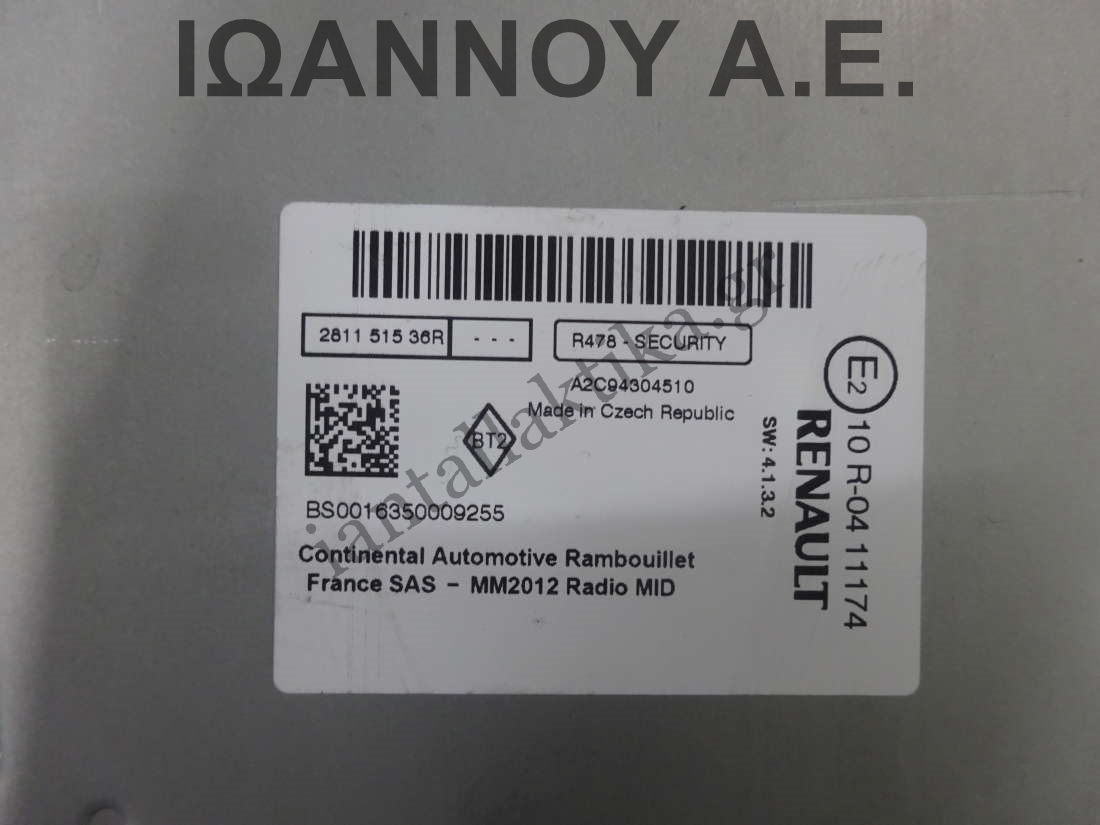 ΙΩΑΝΝΟΥ Α.Ε.
2811 515 36R - - -
R478 - SECURITY
A2C94304510
Made in Czech Republic
BT2
BS0016350009255
Continental Automotive Rambouillet
France SAS – MM2012 Radio MID
SW: 4.1.3.2
RENAULT
E2 10 R-04 11174
iantallaktika.gr